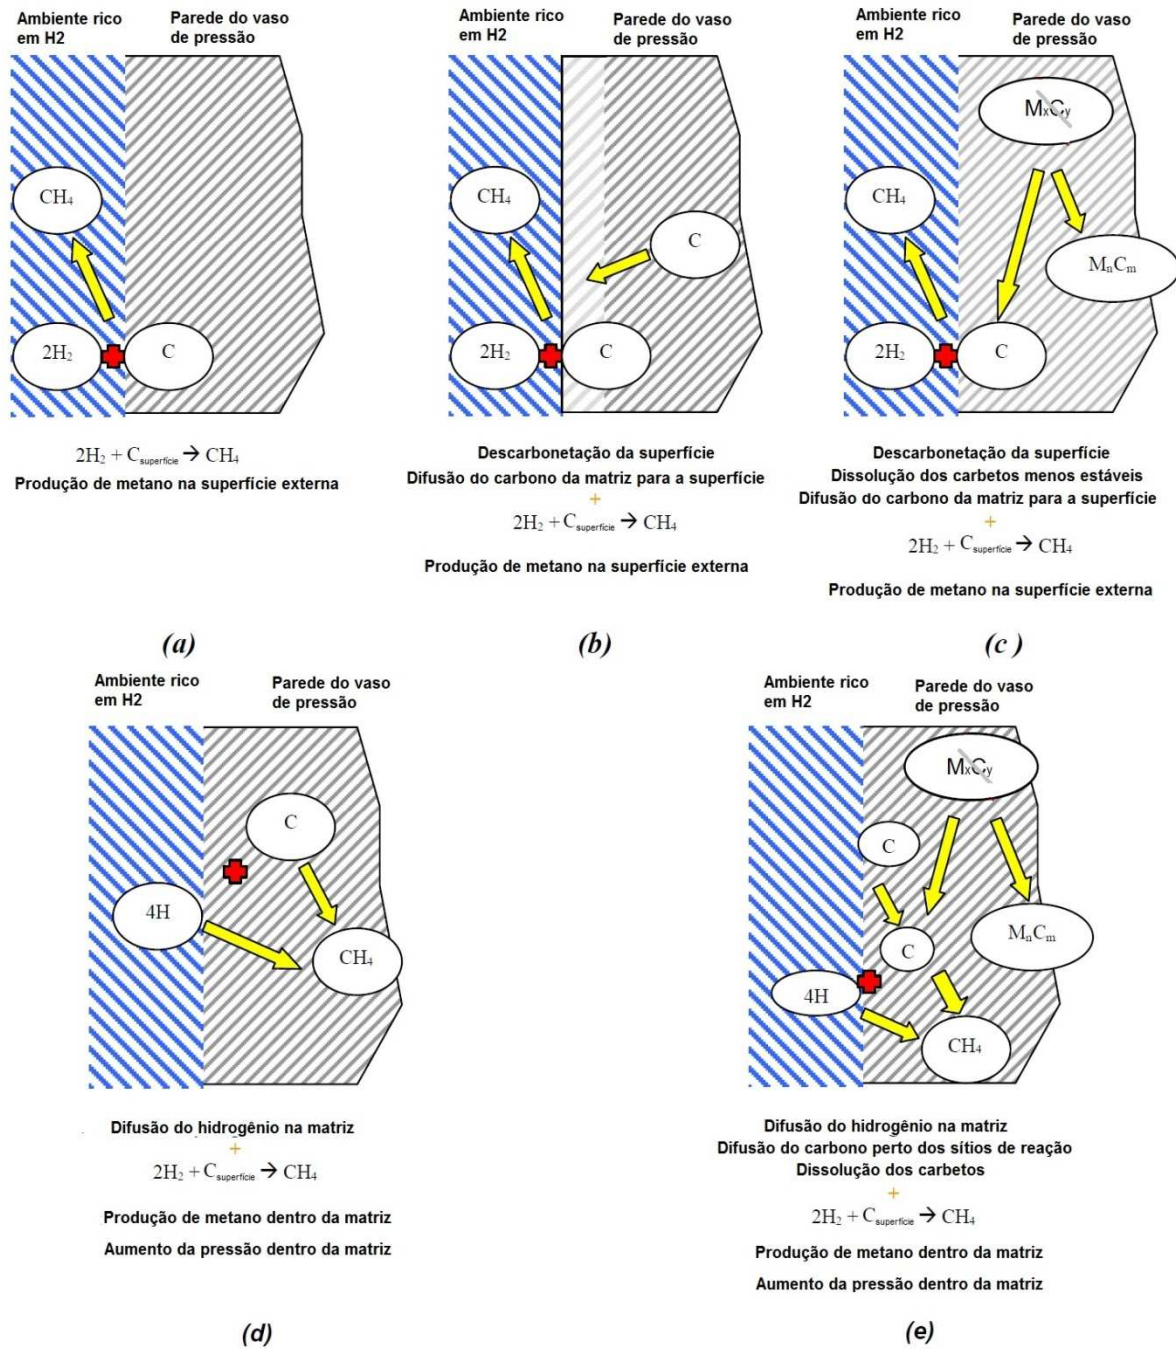 Ambiente rico
em H2
Parede do vaso
de pressão
CH4
2H2
C
2H2 + Csuperfície → CH4
Produção de metano na superfície externa
(a)
Ambiente rico
em H2
Parede do vaso
de pressão
CH4
C
2H2
C
Descarbonetação da superfície
Difusão do carbono da matriz para a superfície
+
2H2 + Csuperfície → CH4
Produção de metano na superfície externa
(b)
Ambiente rico
em H2
Parede do vaso
de pressão
MxCy
CH4
MnCm
2H2
C
Descarbonetação da superfície
Dissolução dos carbetos menos estáveis
Difusão do carbono da matriz para a superfície
+
2H2 + Csuperfície → CH4
Produção de metano na superfície externa
(c )
Ambiente rico
em H2
Parede do vaso
de pressão
C
4H
CH4
Difusão do hidrogênio na matriz
+
2H2 + Csuperfície → CH4
Produção de metano dentro da matriz
Aumento da pressão dentro da matriz
(d)
Ambiente rico
em H2
Parede do vaso
de pressão
MxCy
C
C
MnCm
4H
CH4
Difusão do hidrogênio na matriz
Difusão do carbono perto dos sítios de reação
Dissolução dos carbetos
+
2H2 + Csuperfície → CH4
Produção de metano dentro da matriz
Aumento da pressão dentro da matriz
(e)